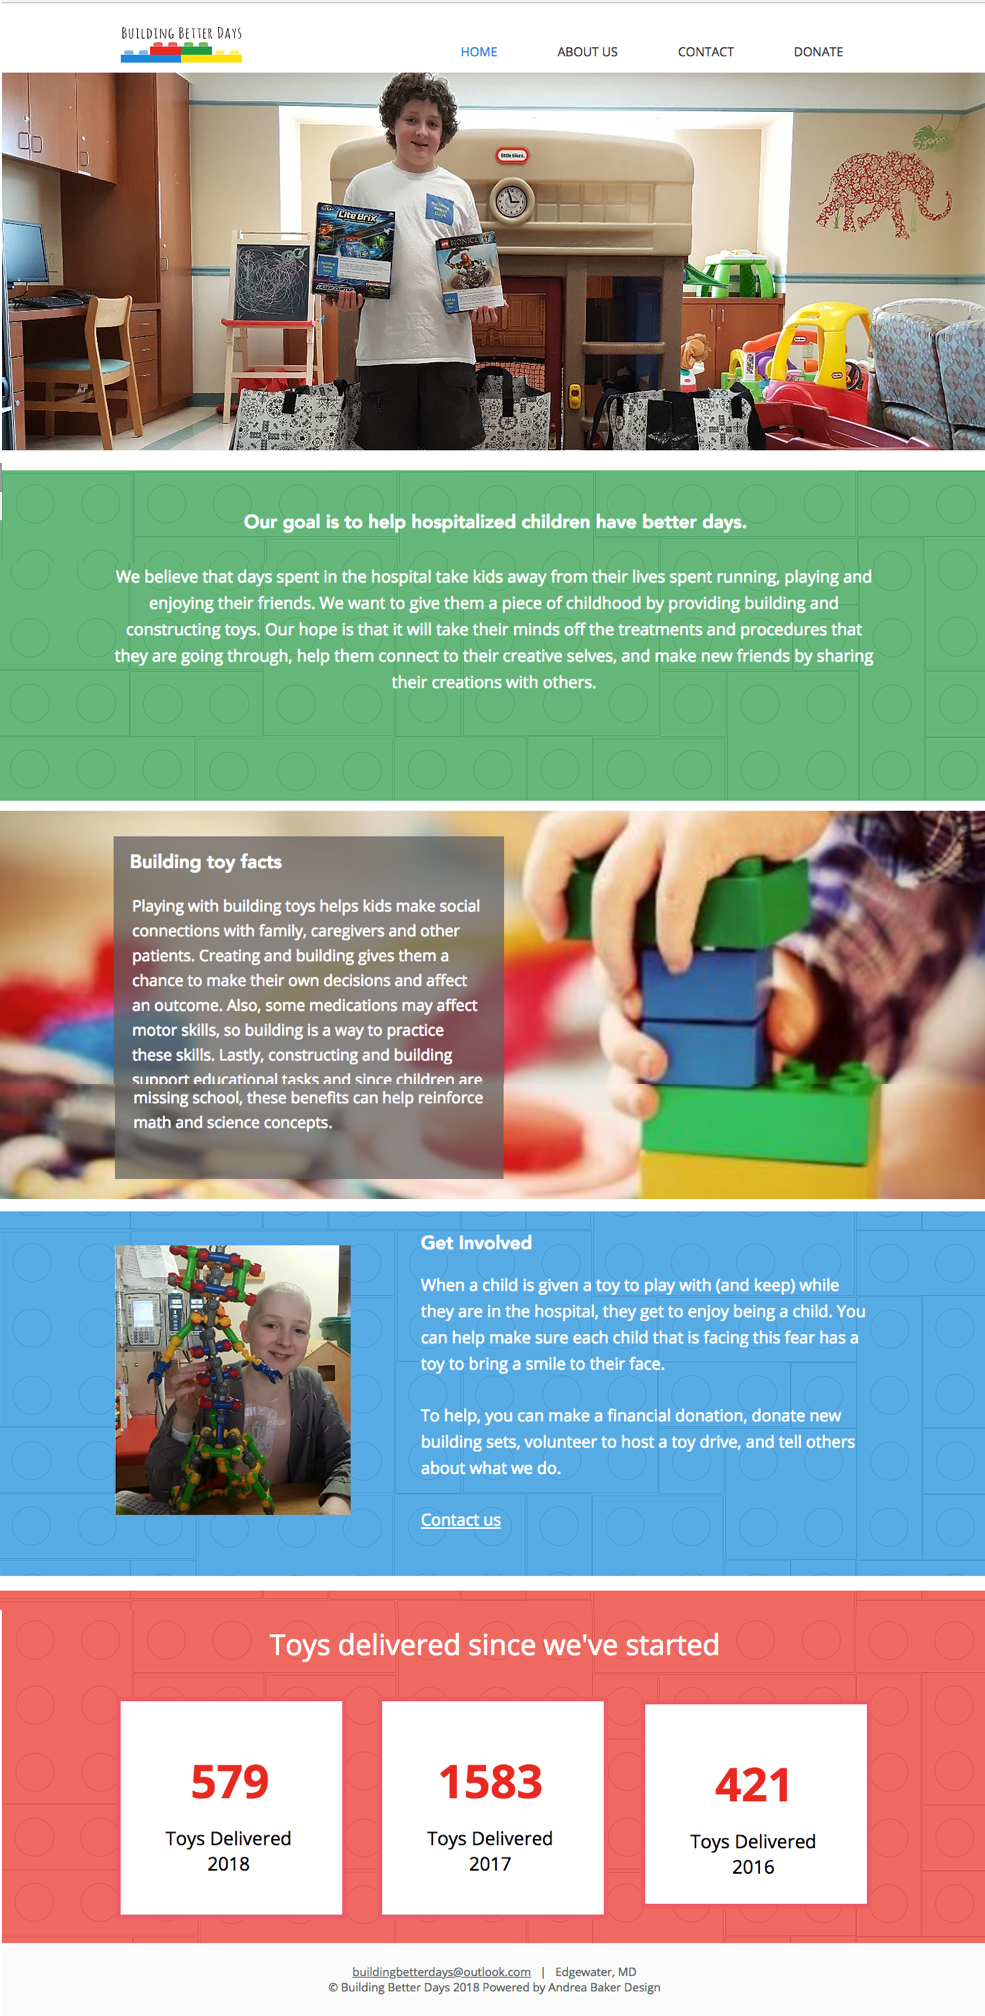 BUILDING BETTER DAYS
HOME ABOUT US CONTACT DONATE
little tikes.
LITE BRIX
BIONICLE
Our goal is to help hospitalized children have better days.
We believe that days spent in the hospital take kids away from their lives spent running, playing and
enjoying their friends. We want to give them a piece of childhood by providing building and
constructing toys. Our hope is that it will take their minds off the treatments and procedures that
they are going through, help them connect to their creative selves, and make new friends by sharing
their creations with others.
Building toy facts
Playing with building toys helps kids make social
connections with family, caregivers and other
patients. Creating and building gives them a
chance to make their own decisions and affect
an outcome. Also, some medications may affect
motor skills, so building is a way to practice
these skills. Lastly, constructing and building
support educational tasks and since children are
missing school, these benefits can help reinforce
math and science concepts.
Get Involved
When a child is given a toy to play with (and keep) while
they are in the hospital, they get to enjoy being a child. You
can help make sure each child that is facing this fear has a
toy to bring a smile to their face.
To help, you can make a financial donation, donate new
building sets, volunteer to host a toy drive, and tell others
about what we do.
Contact us
Toys delivered since we've started
579
Toys Delivered
2018
1583
Toys Delivered
2017
421
Toys Delivered
2016
buildingbetterdays@outlook.com | Edgewater, MD
© Building Better Days 2018 Powered by Andrea Baker Design